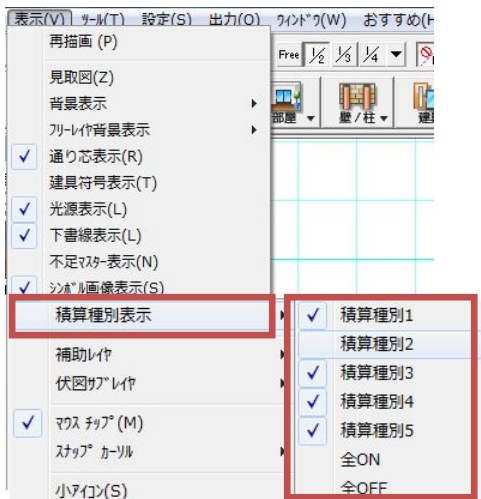 表示(V) ツール(T) 設定(S) 出力(O) ウィンドウ(W) おすすめ(H
再描画 (P)
Free 1/2 1/3 1/4
見取図(Z)
背景表示
部屋 壁/柱 建
フリーレイヤ背景表示
通り芯表示(R)
建具符号表示(T)
光源表示(L)
下書線表示(L)
不足マスター表示(N)
シンボル画像表示(S)
積算種別表示
積算種別1
積算種別2
補助レイヤ
積算種別3
伏図サブレイヤ
積算種別4
マウス チップ(M)
積算種別5
スナップ カーソル
全ON
小アイコン(S)
全OFF